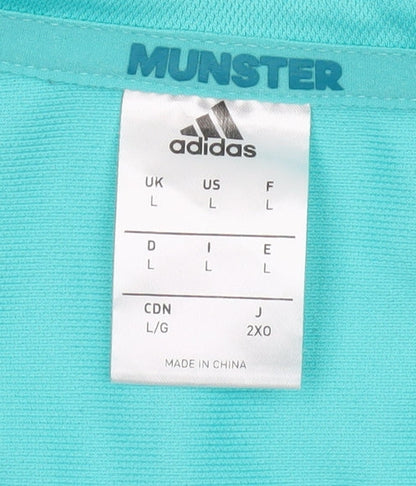 MUNSTER
adidas
UK US F
L L L
D I E
L L L
CDN J
L/G 2XO
MADE IN CHINA